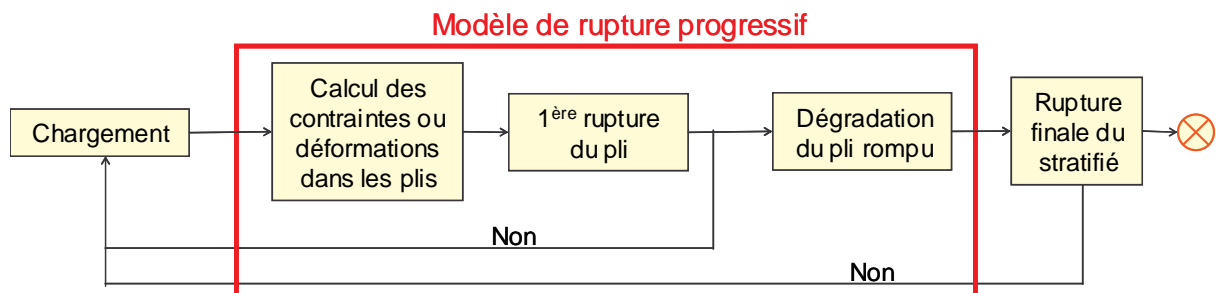 Modèle de rupture progressif
Chargement
Calcul des
contraintes ou
déformations
dans les plis
1ère rupture
du pli
Dégradation
du pli rompu
Rupture
finale du
stratifié
Non
Non